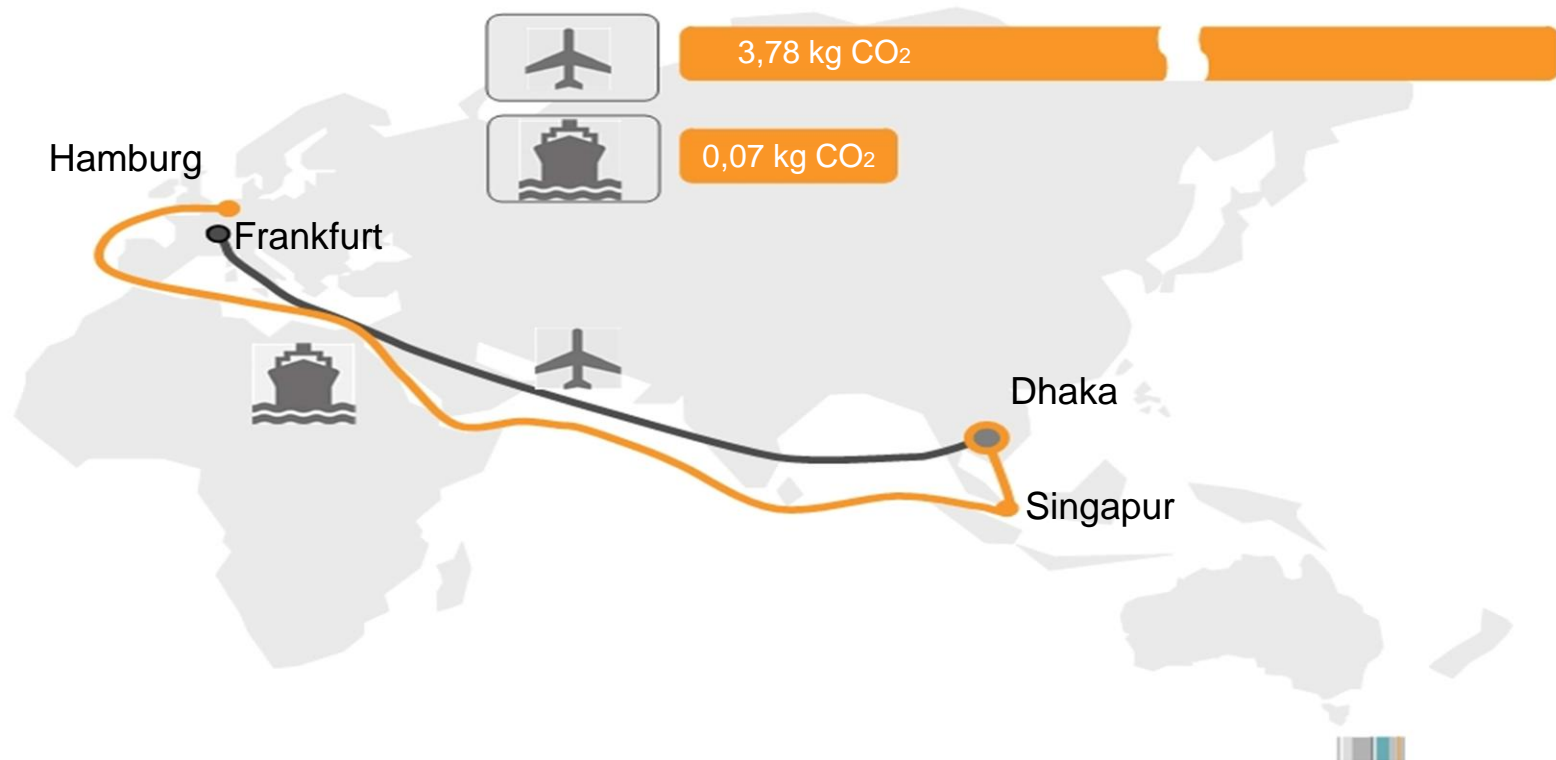 3,78 kg CO₂
0,07 kg CO₂
Hamburg
Frankfurt
Dhaka
Singapur